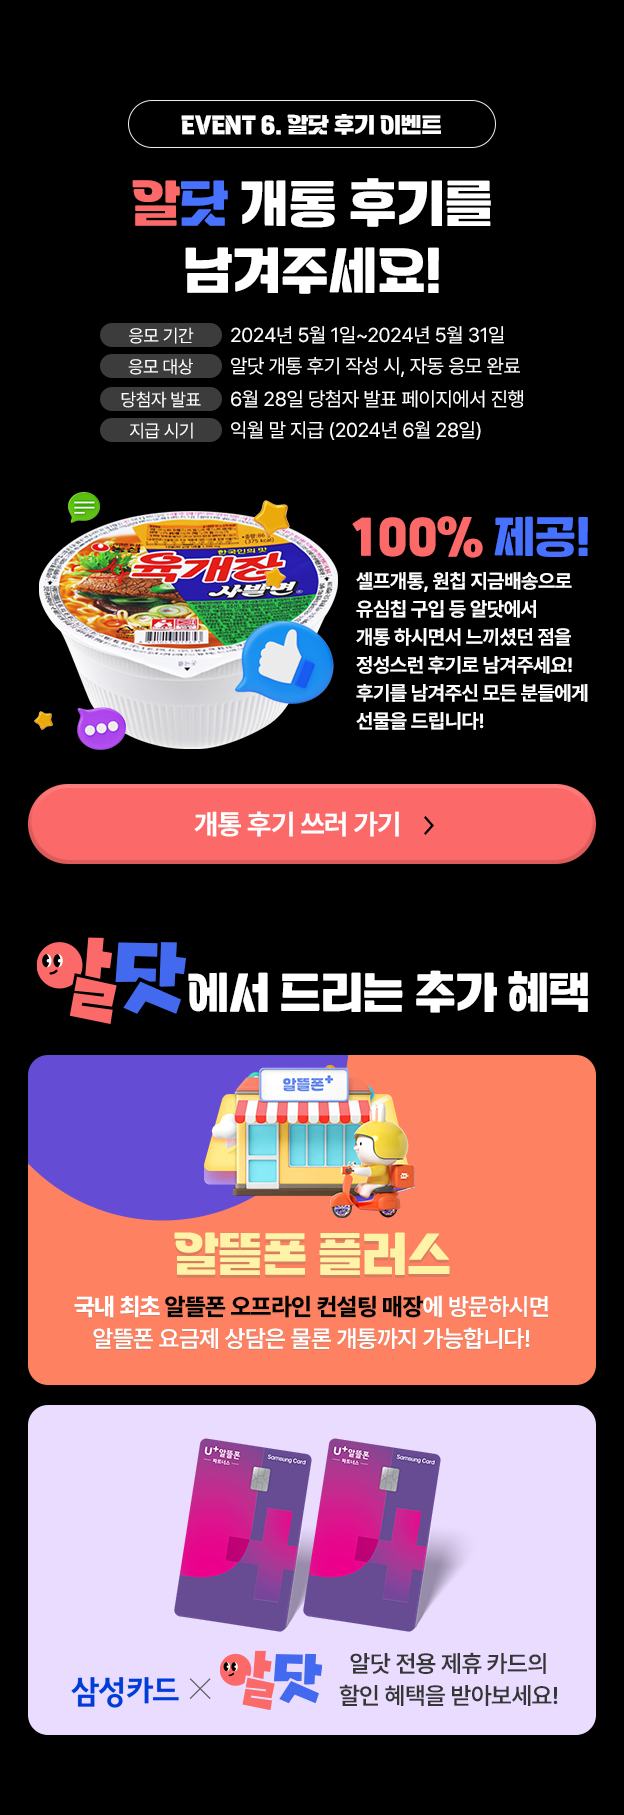 EVENT 6. 알닷 후기 이벤트
알닷 개통 후기를
남겨주세요!
응모 기간 2024년 5월 1일~2024년 5월 31일
응모 대상 알닷 개통 후기 작성 시, 자동 응모 완료
당첨자 발표 6월 28일 당첨자 발표 페이지에서 진행
지급 시기 익월 말 지급 (2024년 6월 28일)
농심
한국인의 맛
육개장
사발면
(375 kcal)
100% 제공!
셀프개통, 원칩 지금배송으로
유심칩 구입 등 알닷에서
개통 하시면서 느끼셨던 점을
정성스런 후기로 남겨주세요!
후기를 남겨주신 모든 분들에게
선물을 드립니다!
개통 후기 쓰러 가기 >
알닷에서 드리는 추가 혜택
알뜰폰+
알뜰폰 플러스
국내 최초 알뜰폰 오프라인 컨설팅 매장에 방문하시면
알뜰폰 요금제 상담은 물론 개통까지 가능합니다!
U+알뜰폰
파트너스
Samsung Card
U+알뜰폰
파트너스
Samsung Card
삼성카드 × 알닷
알닷 전용 제휴 카드의
할인 혜택을 받아보세요!